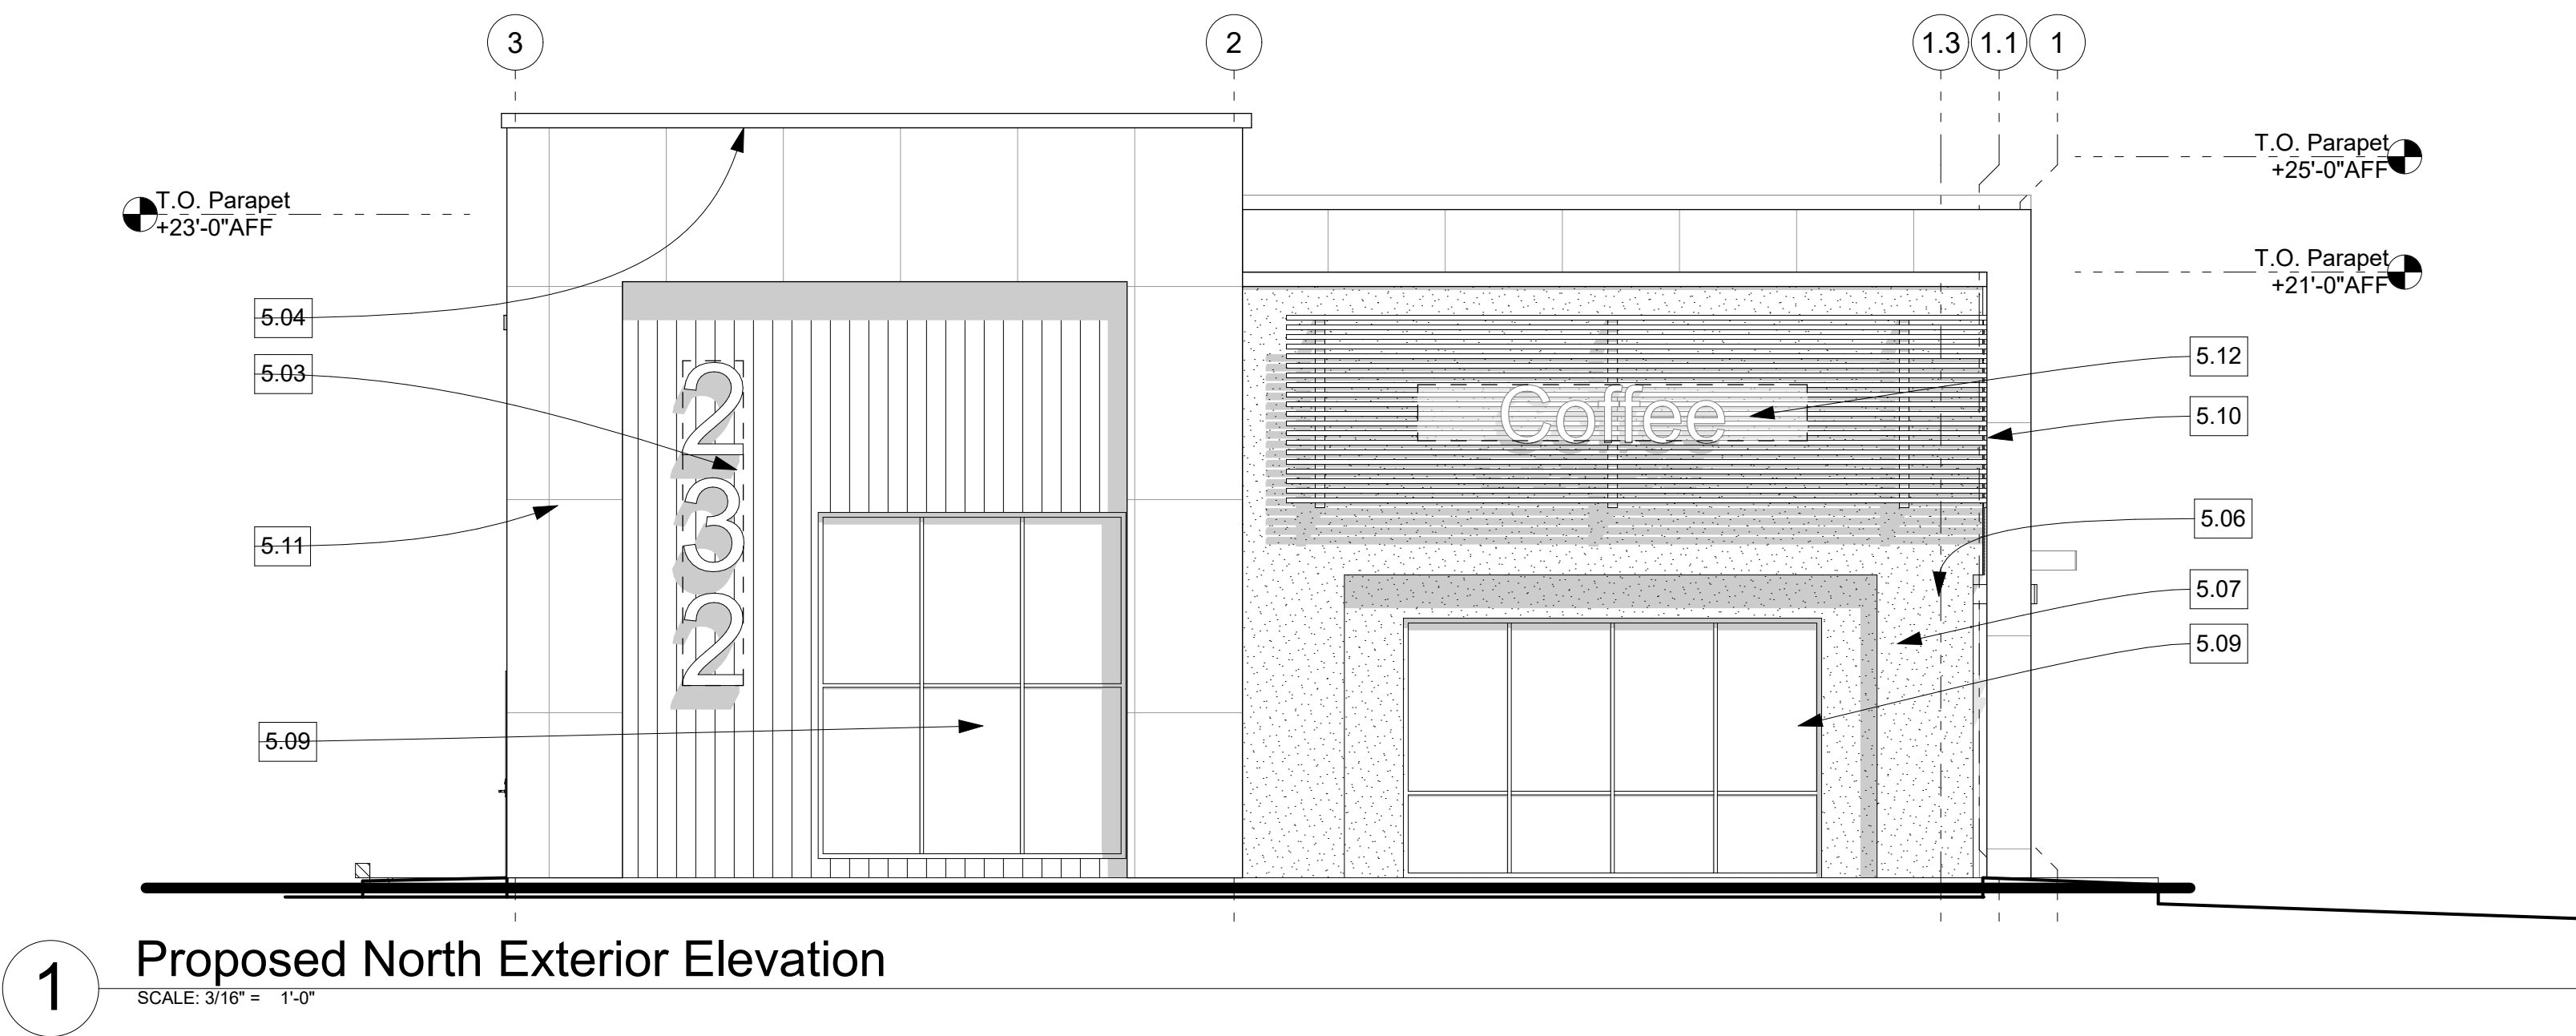 3
2
1.3
1.1
1
T.O. Parapet
+25'-0"AFF
T.O. Parapet
+23'-0"AFF
T.O. Parapet
+21'-0"AFF
5.04
5.03
5.11
5.09
2
3
2
Coffee
5.12
5.10
5.06
5.07
5.09
1
Proposed North Exterior Elevation
SCALE: 3/16" = 1'-0"